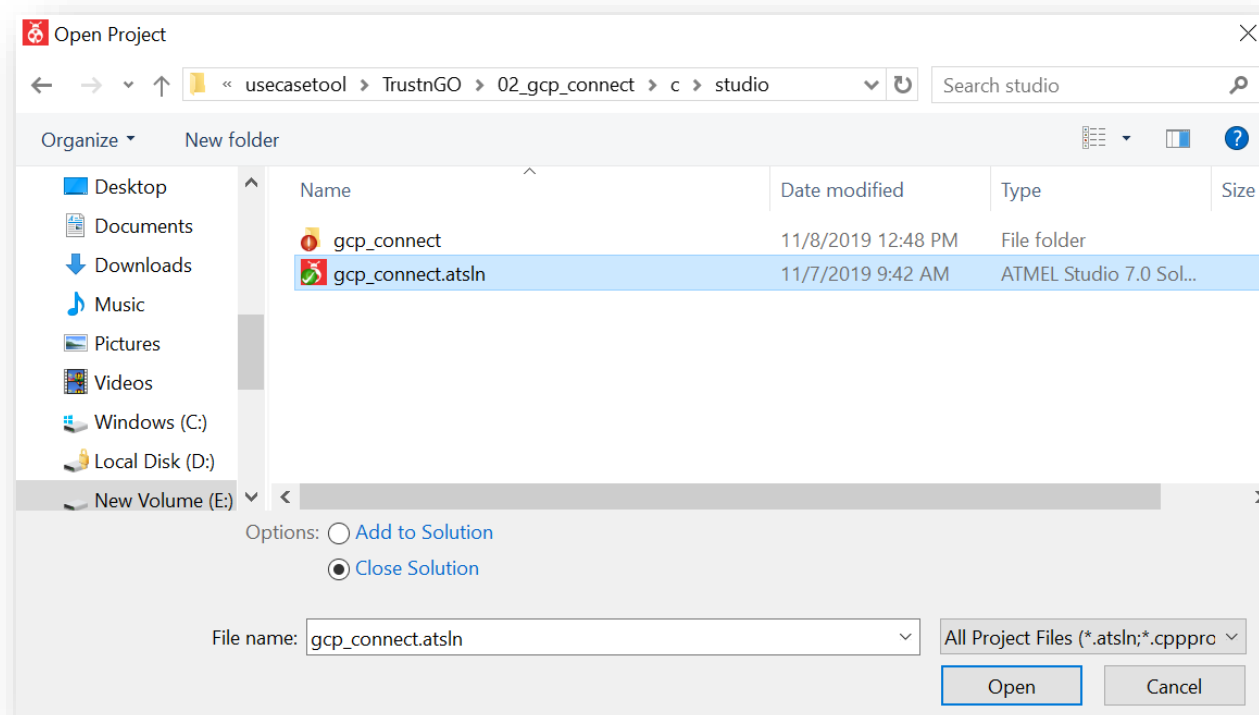 Open Project
« usecasetool > TrustnGO > 02_gcp_connect > c > studio
Search studio
Organize
New folder
Name Date modified Type Size
Desktop
Documents
Downloads
Music
Pictures
Videos
Windows (C:)
Local Disk (D:)
New Volume (E:)
gcp_connect 11/8/2019 12:48 PM File folder
gcp_connect.atsln 11/7/2019 9:42 AM ATMEL Studio 7.0 Sol...
Options: Add to Solution
Close Solution
File name: gcp_connect.atsln All Project Files (*.atsln;*.cpppro
Open Cancel